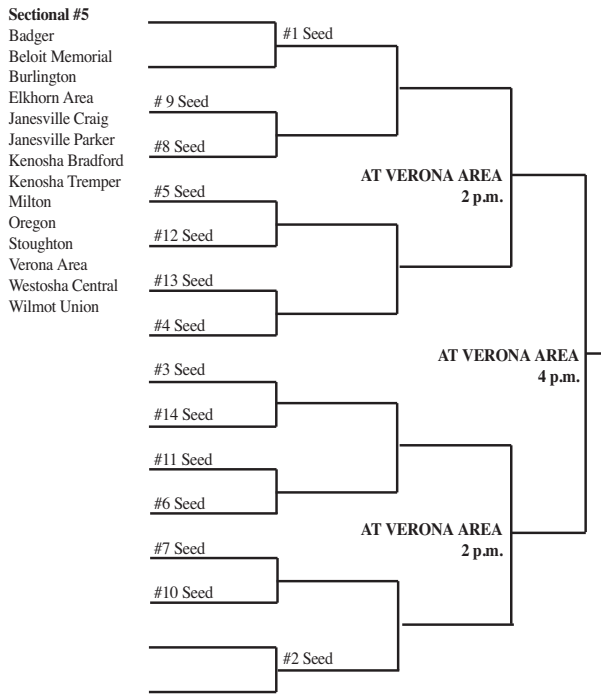 Sectional #5
Badger
Beloit Memorial
Burlington
Elkhorn Area
Janesville Craig
Janesville Parker
Kenosha Bradford
Kenosha Tremper
Milton
Oregon
Stoughton
Verona Area
Westosha Central
Wilmot Union
#1 Seed
# 9 Seed
#8 Seed
AT VERONA AREA
2 p.m.
#5 Seed
#12 Seed
#13 Seed
#4 Seed
AT VERONA AREA
4 p.m.
#3 Seed
#14 Seed
#11 Seed
#6 Seed
AT VERONA AREA
2 p.m.
#7 Seed
#10 Seed
#2 Seed